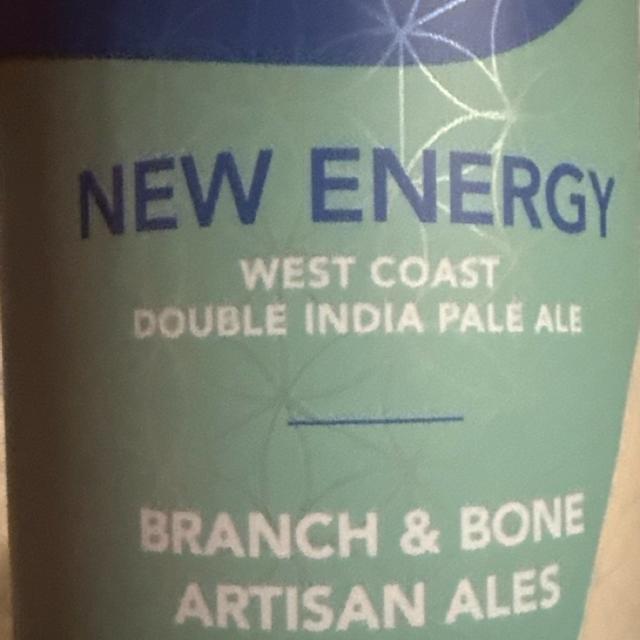 NEW ENERGY
WEST COAST
DOUBLE INDIA PALE ALE
BRANCH & BONE
ARTISAN ALES